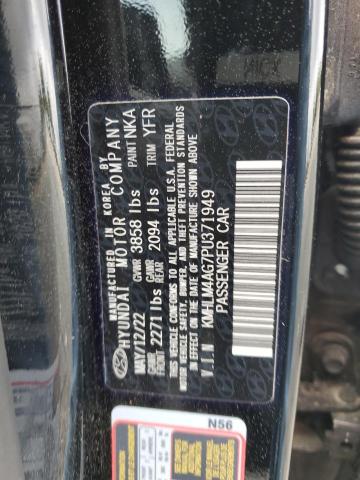 MANUFACTURED IN KOREA BY
HYUNDAI MOTOR COMPANY
MAY/12/22 GVWR 3858 lbs PAINT NKA
GAWR FRONT 2271 lbs GAWR REAR 2094 lbs TRIM YFR
THIS VEHICLE CONFORMS TO ALL APPLICABLE U.S.A. FEDERAL
MOTOR VEHICLE SAFETY, BUMPER, AND THEFT PREVENTION STANDARDS
IN EFFECT ON THE DATE OF MANUFACTURE SHOWN ABOVE.
V.I.N KMHLM4AG7PU371949
PASSENGER CAR
N56